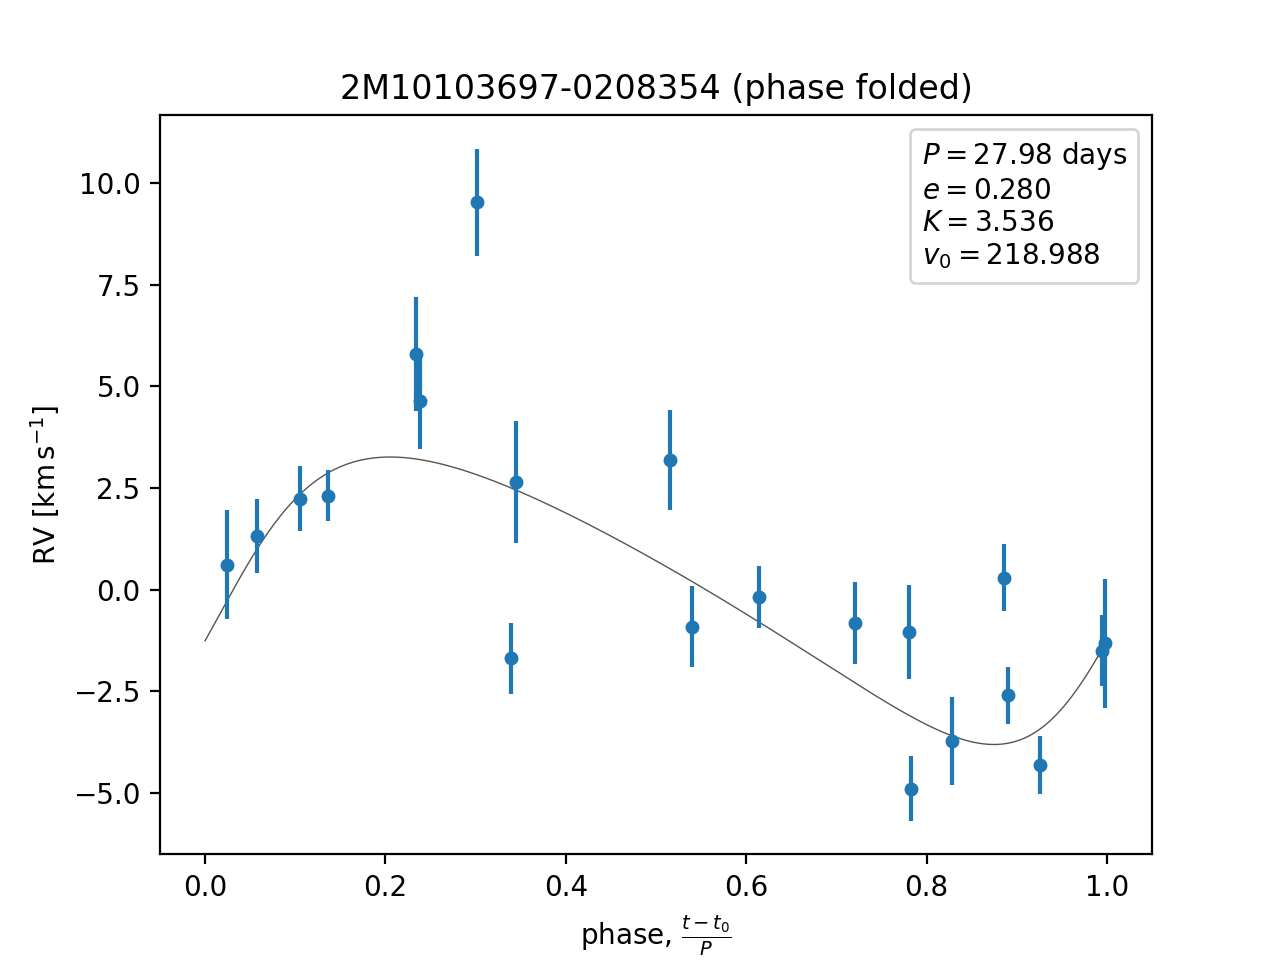 2M10103697-0208354 (phase folded)
P = 27.98 days
e = 0.280
K = 3.536
v₀ = 218.988
10.0
7.5
5.0
2.5
0.0
−2.5
−5.0
RV [km s⁻¹]
0.0 0.2 0.4 0.6 0.8 1.0
phase, (t − t₀)/P